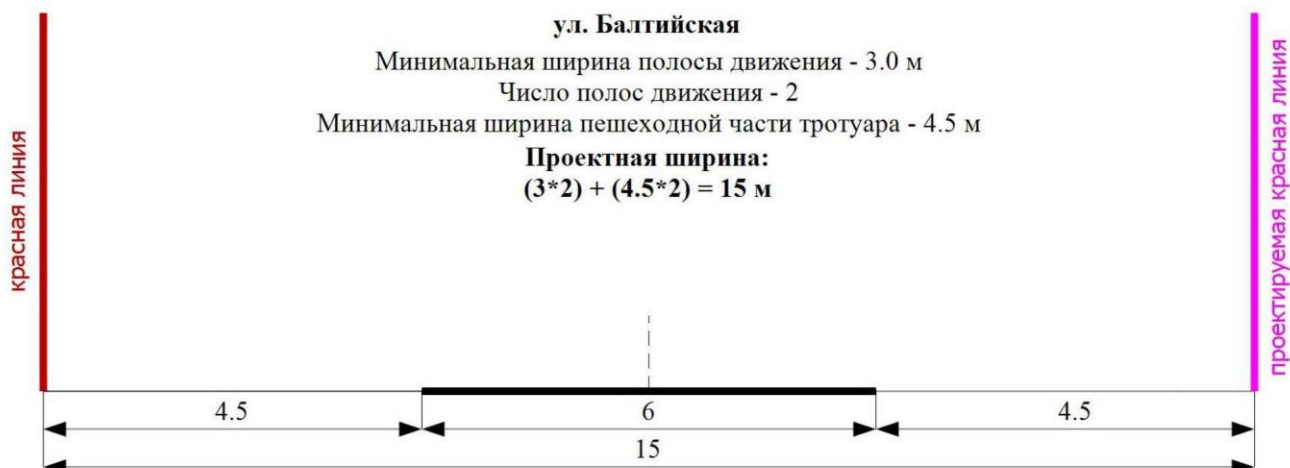 ул. Балтийская
Минимальная ширина полосы движения - 3.0 м
Число полос движения - 2
Минимальная ширина пешеходной части тротуара - 4.5 м
Проектная ширина:
(3*2) + (4.5*2) = 15 м
красная линия
проектируемая красная линия
4.5
6
4.5
15